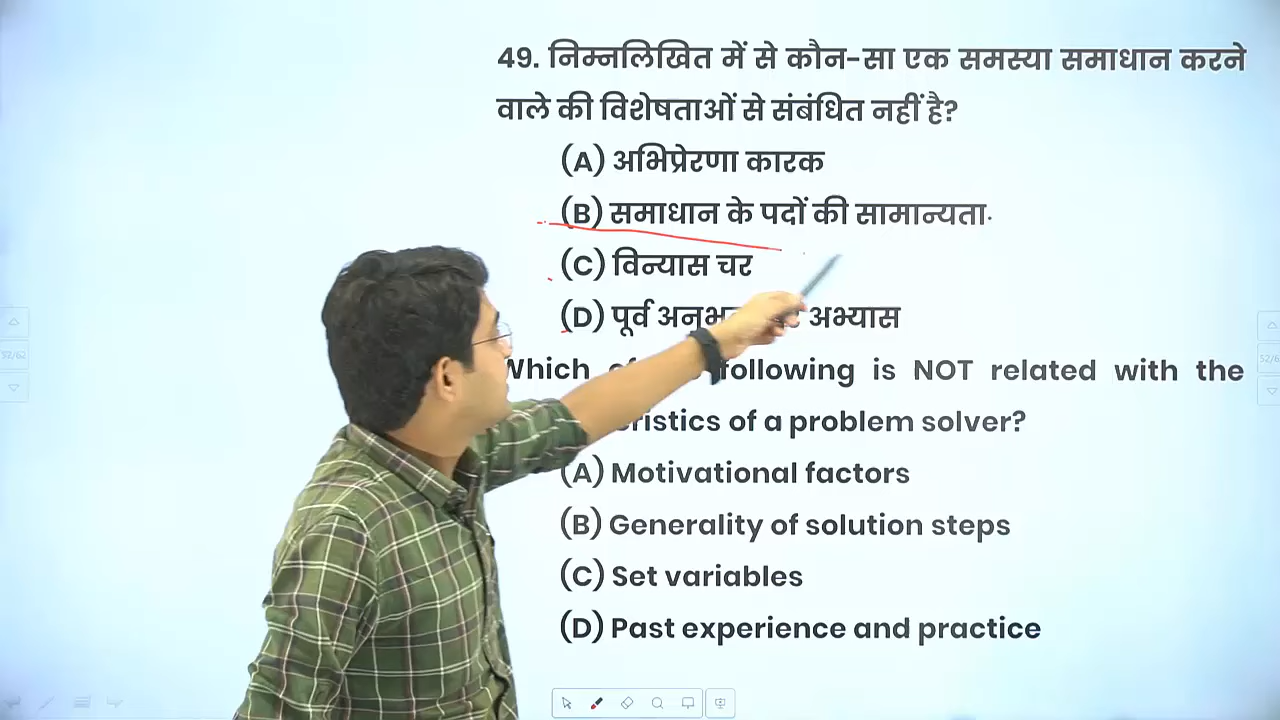 49. निम्नलिखित में से कौन-सा एक समस्या समाधान करने
वाले की विशेषताओं से संबंधित नहीं है?
(A) अभिप्रेरणा कारक
(B) समाधान के पदों की सामान्यता
(C) विन्यास चर
(D) पूर्व अभ्यास
Which following is NOT related with the
of a problem solver?
(A) Motivational factors
(B) Generality of solution steps
(C) Set variables
(D) Past experience and practice
52/62